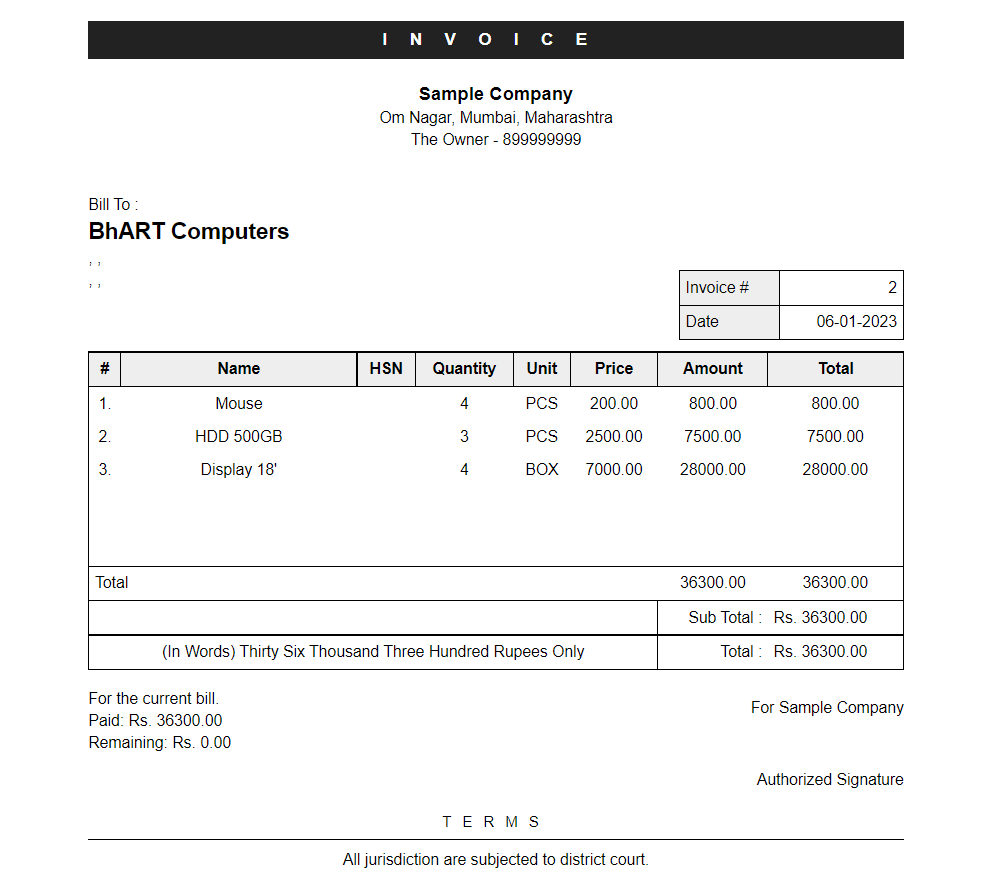 I N V O I C E
Sample Company
Om Nagar, Mumbai, Maharashtra
The Owner - 899999999
Bill To :
BhART Computers
, ,
, ,
Invoice # 2
Date 06-01-2023
# Name HSN Quantity Unit Price Amount Total
1. Mouse 4 PCS 200.00 800.00 800.00
2. HDD 500GB 3 PCS 2500.00 7500.00 7500.00
3. Display 18' 4 BOX 7000.00 28000.00 28000.00
Total 36300.00 36300.00
Sub Total : Rs. 36300.00
(In Words) Thirty Six Thousand Three Hundred Rupees Only Total : Rs. 36300.00
For the current bill.
Paid: Rs. 36300.00
Remaining: Rs. 0.00
For Sample Company
Authorized Signature
T E R M S
All jurisdiction are subjected to district court.